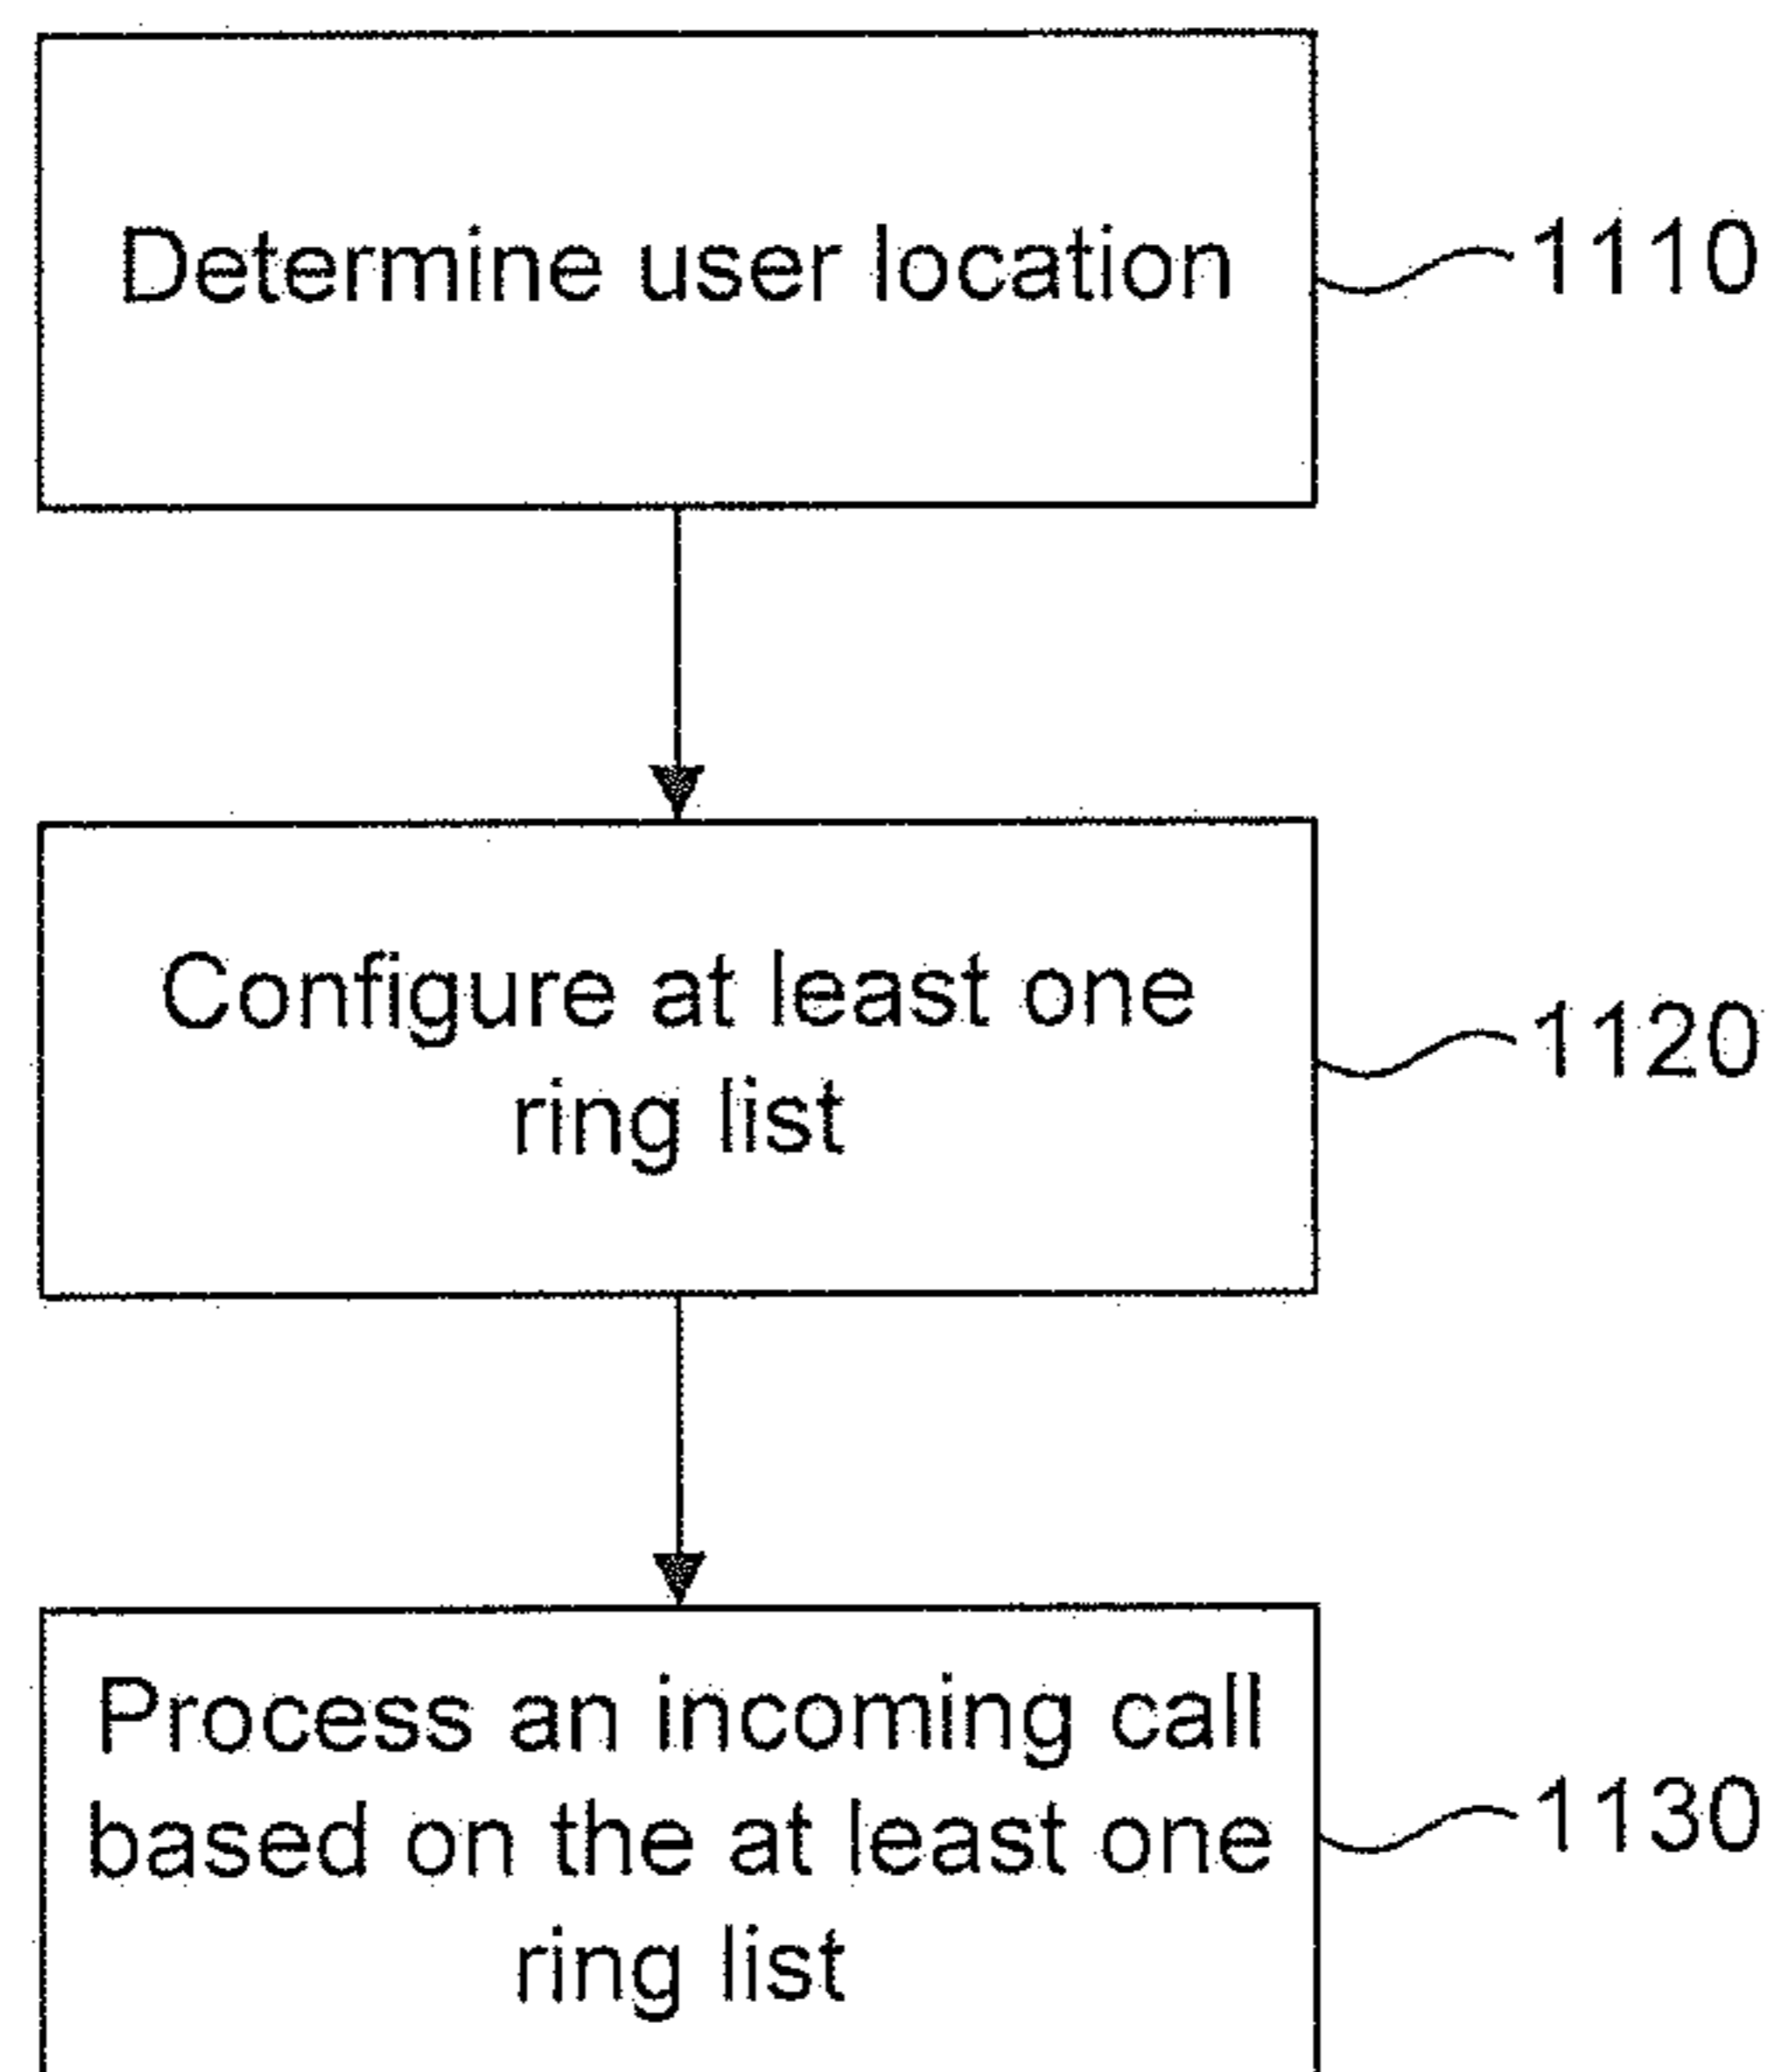 Determine user location
1110
Configure at least one
ring list
1120
Process an incoming call
based on the at least one
ring list
1130